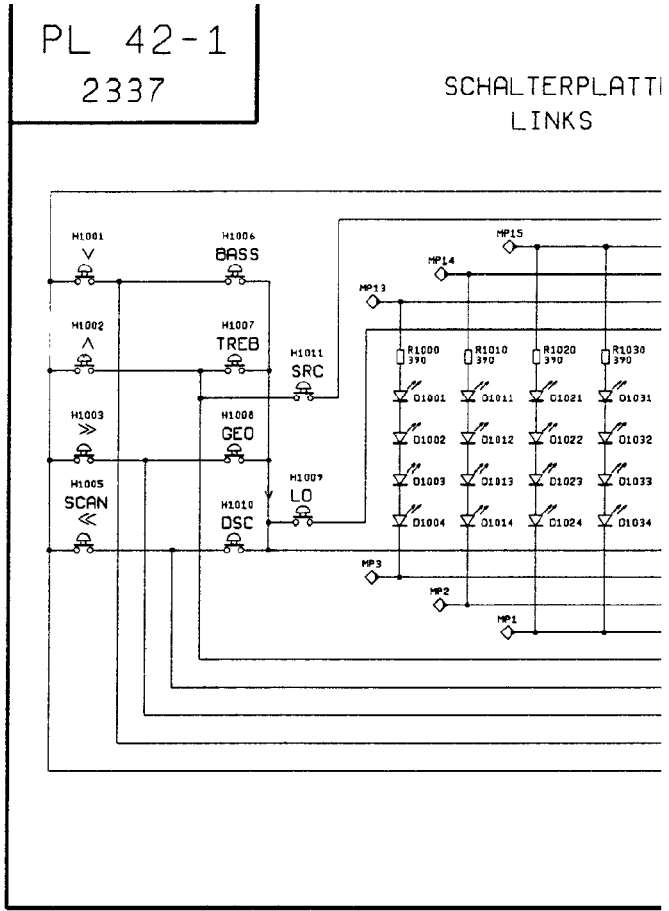 PL 42-1
2337
SCHALTERPLATT
LINKS
H1001
H1006
BASS
H1002
H1007
TREB
H1011
SRC
H1003
H1008
GEO
H1005
SCAN
H1010
DSC
H1009
LO
MP15
MP14
MP13
R1000
390
R1010
390
R1020
390
R1030
390
D1001
D1011
D1021
D1031
D1002
D1012
D1022
D1032
D1003
D1013
D1023
D1033
D1004
D1014
D1024
D1034
MP3
MP2
MP1